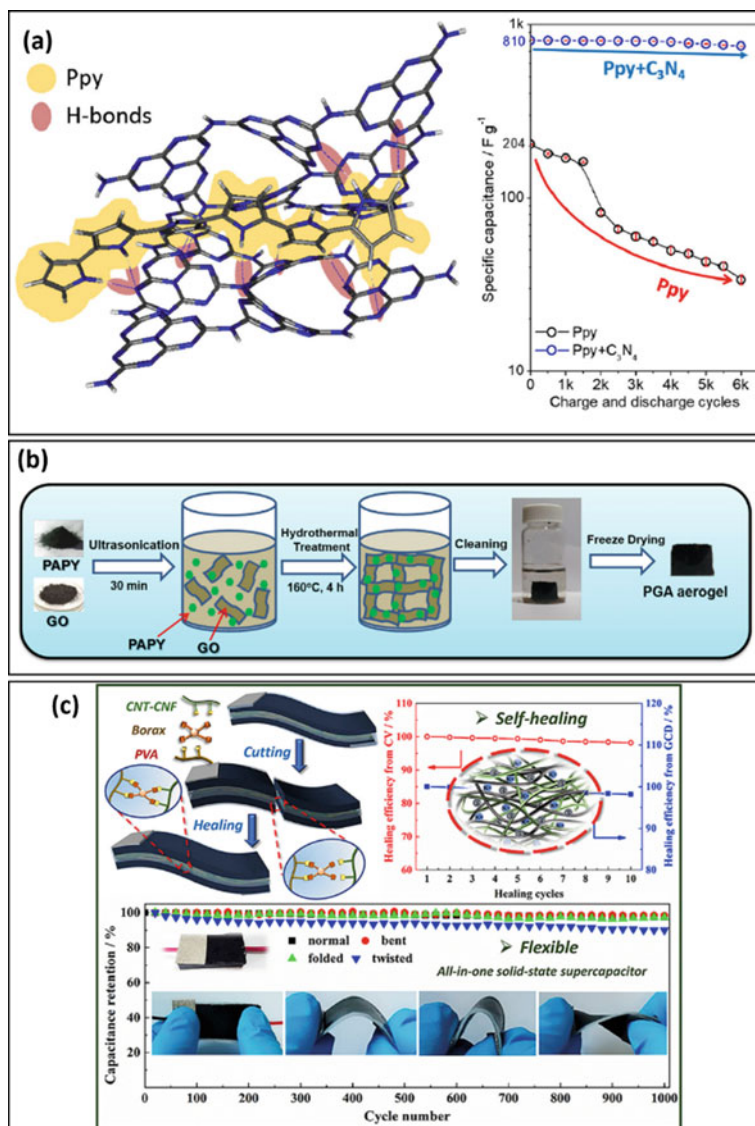 (a)
Ppy
H-bonds
1k
810
204
100
10
Specific capacitance / F g⁻¹
Ppy+C₃N₄
Ppy
Ppy
Ppy+C₃N₄
0 1k 2k 3k 4k 5k 6k
Charge and discharge cycles
(b)
PAPY
GO
Ultrasonication
30 min
PAPY
GO
Hydrothermal
Treatment
160°C, 4 h
Cleaning
Freeze Drying
PGA aerogel
(c)
CNT-CNF
Borax
PVA
Cutting
Healing
Self-healing
Healing efficiency from CV / %
110
100
90
80
70
60
Healing efficiency from GCD / %
120
110
100
90
80
1 2 3 4 5 6 7 8 9 10
Healing cycles
Capacitance retention / %
100
80
60
40
20
normal bent
folded twisted
Flexible
All-in-one solid-state supercapacitor
0 100 200 300 400 500 600 700 800 900 1000
Cycle number